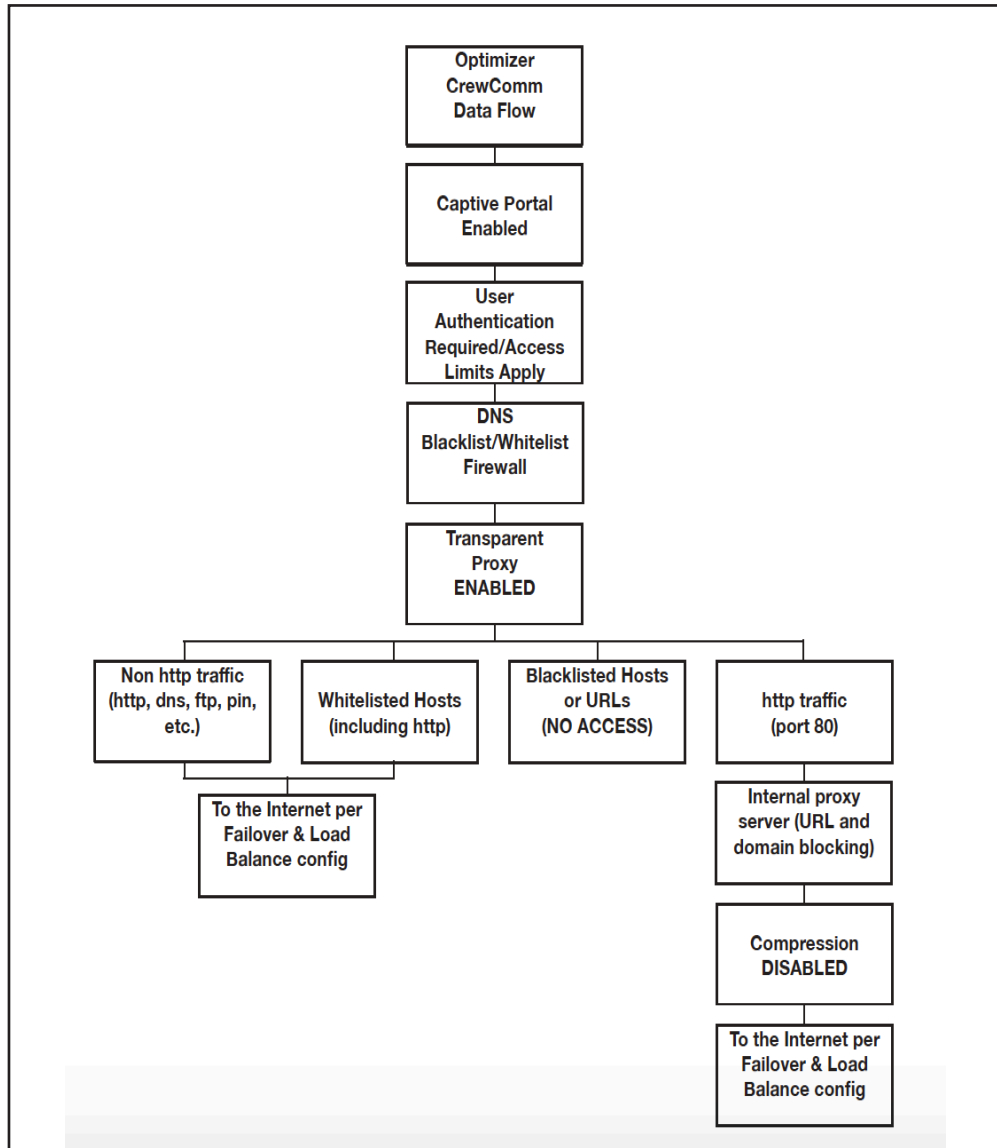 Optimizer
CrewComm
Data Flow
Captive Portal
Enabled
User
Authentication
Required/Access
Limits Apply
DNS
Blacklist/Whitelist
Firewall
Transparent
Proxy
ENABLED
Non http traffic
(http, dns, ftp, pin,
etc.)
Whitelisted Hosts
(including http)
Blacklisted Hosts
or URLs
(NO ACCESS)
http traffic
(port 80)
To the Internet per
Failover & Load
Balance config
Internal proxy
server (URL and
domain blocking)
Compression
DISABLED
To the Internet per
Failover & Load
Balance config